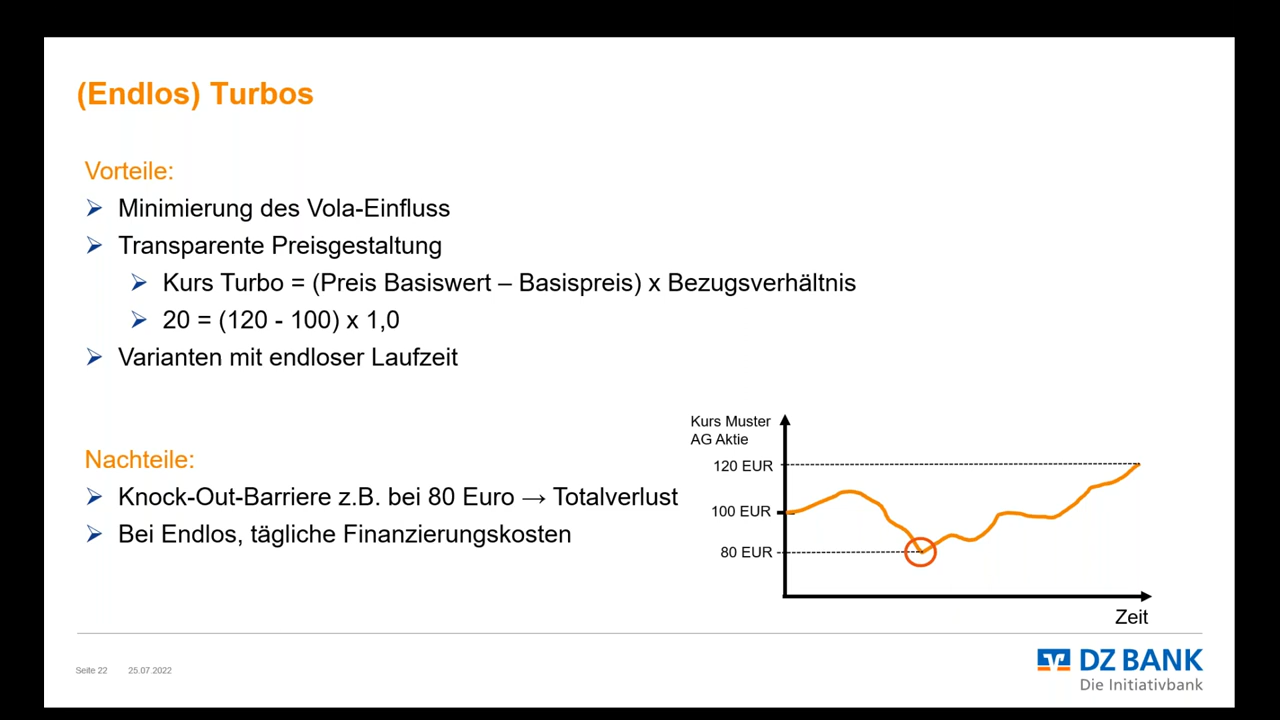 (Endlos) Turbos
Vorteile:
Minimierung des Vola-Einfluss
Transparente Preisgestaltung
Kurs Turbo = (Preis Basiswert – Basispreis) x Bezugsverhältnis
20 = (120 - 100) x 1,0
Varianten mit endloser Laufzeit
Nachteile:
Knock-Out-Barriere z.B. bei 80 Euro → Totalverlust
Bei Endlos, tägliche Finanzierungskosten
Kurs Muster
AG Aktie
120 EUR
100 EUR
80 EUR
Zeit
Seite 22 25.07.2022
DZ BANK
Die Initiativbank